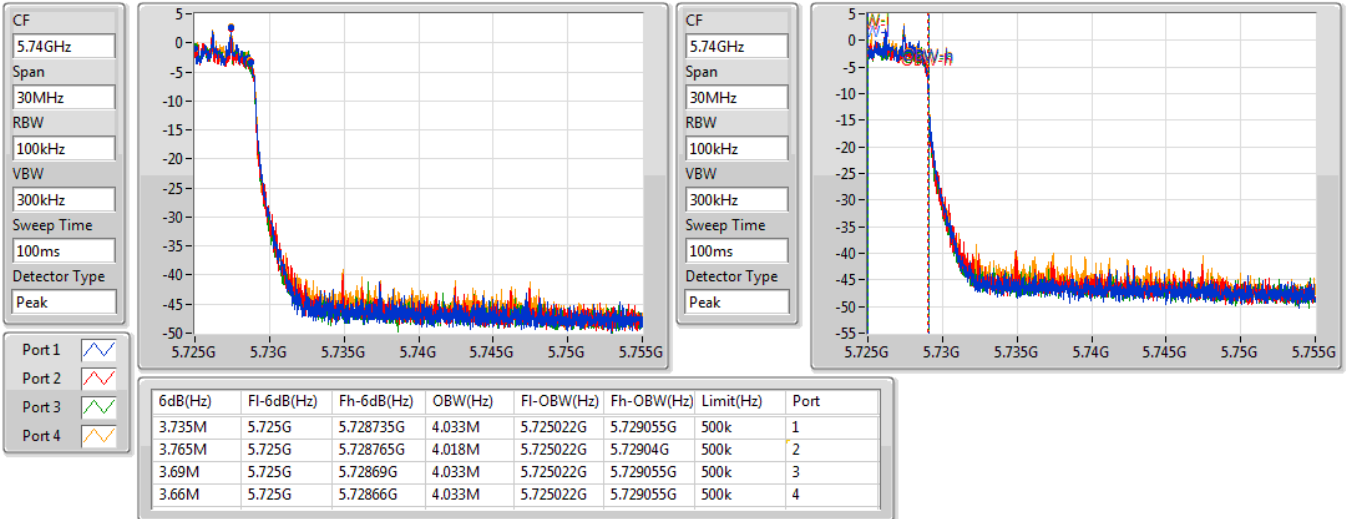 CF
5.74GHz
Span
30MHz
RBW
100kHz
VBW
300kHz
Sweep Time
100ms
Detector Type
Peak
5
0
-5
-10
-15
-20
-25
-30
-35
-40
-45
-50
5.725G 5.73G 5.735G 5.74G 5.745G 5.75G 5.755G
CF
5.74GHz
Span
30MHz
RBW
100kHz
VBW
300kHz
Sweep Time
100ms
Detector Type
Peak
5
0
-5
-10
-15
-20
-25
-30
-35
-40
-45
-50
-55
5.725G 5.73G 5.735G 5.74G 5.745G 5.75G 5.755G
Port 1
Port 2
Port 3
Port 4
6dB(Hz) Fl-6dB(Hz) Fh-6dB(Hz) OBW(Hz) Fl-OBW(Hz) Fh-OBW(Hz) Limit(Hz) Port
3.735M 5.725G 5.728735G 4.033M 5.725022G 5.729055G 500k 1
3.765M 5.725G 5.728765G 4.018M 5.725022G 5.72904G 500k 2
3.69M 5.725G 5.72869G 4.033M 5.725022G 5.729055G 500k 3
3.66M 5.725G 5.72866G 4.033M 5.725022G 5.729055G 500k 4